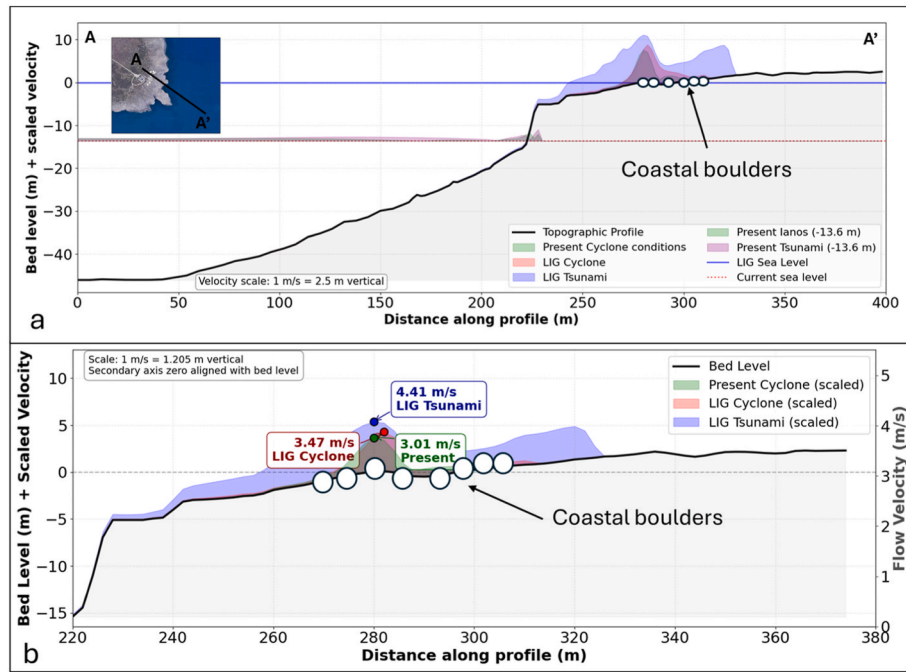 A
A'
A
A'
Bed level (m) + scaled velocity
10
0
−10
−20
−30
−40
Coastal boulders
Topographic Profile
Present Cyclone conditions
LIG Cyclone
LIG Tsunami
Present Ianos (-13.6 m)
Present Tsunami (-13.6 m)
LIG Sea Level
Current sea level
Velocity scale: 1 m/s = 2.5 m vertical
0 50 100 150 200 250 300 350 400
Distance along profile (m)
a
Bed Level (m) + Scaled Velocity
10
5
0
−5
−10
−15
Scale: 1 m/s = 1.205 m vertical
Secondary axis zero aligned with bed level
4.41 m/s
LIG Tsunami
3.47 m/s
LIG Cyclone
3.01 m/s
Present
Bed Level
Present Cyclone (scaled)
LIG Cyclone (scaled)
LIG Tsunami (scaled)
Coastal boulders
5
4
3
2
1
0
Flow Velocity (m/s)
220 240 260 280 300 320 340 360 380
Distance along profile (m)
b